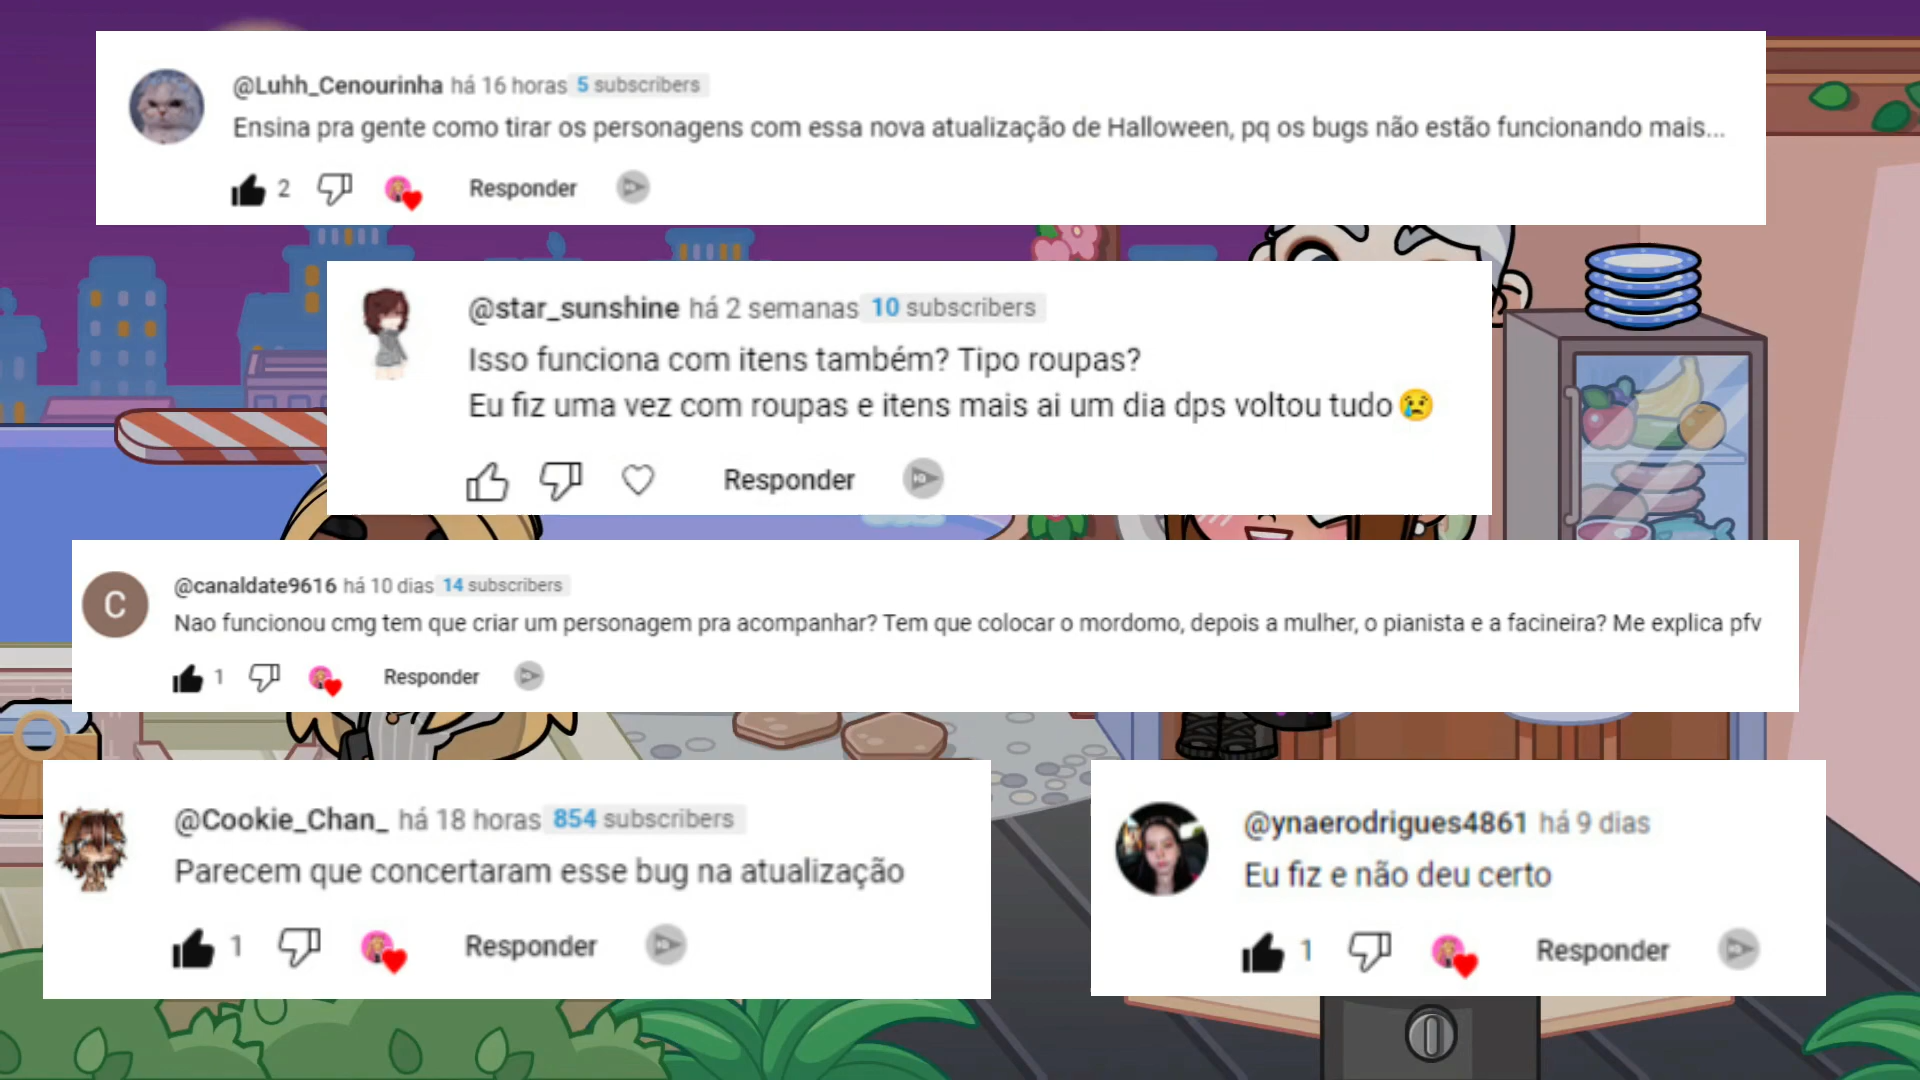 @Luhh_Cenourinha há 16 horas 5 subscribers
Ensina pra gente como tirar os personagens com essa nova atualização de Halloween, pq os bugs não estão funcionando mais...
2 Responder
@star_sunshine há 2 semanas 10 subscribers
Isso funciona com itens também? Tipo roupas?
Eu fiz uma vez com roupas e itens mais ai um dia dps voltou tudo😢
Responder
C
@canaldate9616 há 10 dias 14 subscribers
Nao funcionou cmg tem que criar um personagem pra acompanhar? Tem que colocar o mordomo, depois a mulher, o pianista e a facineira? Me explica pfv
1 Responder
@Cookie_Chan_ há 18 horas 854 subscribers
Parecem que concertaram esse bug na atualização
1 Responder
@ynaerodrigues4861 há 9 dias
Eu fiz e não deu certo
1 Responder